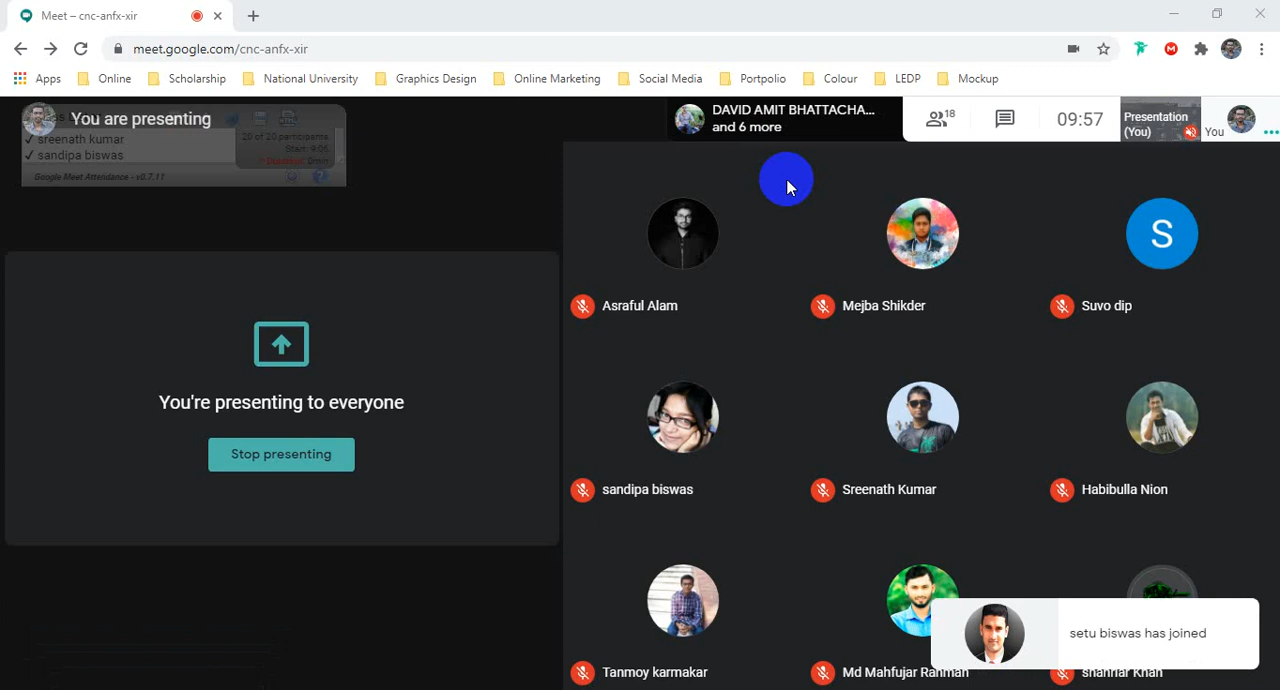 Meet – cnc-anfx-xir
meet.google.com/cnc-anfx-xir
Apps
Online
Scholarship
National University
Graphics Design
Online Marketing
Social Media
Portpolio
Colour
LEDP
Mockup
You are presenting
✓ sreenath kumar
✓ sandipa biswas
20 of 20 participants
Start: 9:06
0min
Google Meet Attendance - v0.7.11
DAVID AMIT BHATTACHA...
and 6 more
18
09:57
Presentation
(You)
You
You're presenting to everyone
Stop presenting
Asraful Alam
Mejba Shikder
S
Suvo dip
sandipa biswas
Sreenath Kumar
Habibulla Nion
Tanmoy karmakar
Md Mahfujar Rahman
shahriar Khan
setu biswas has joined